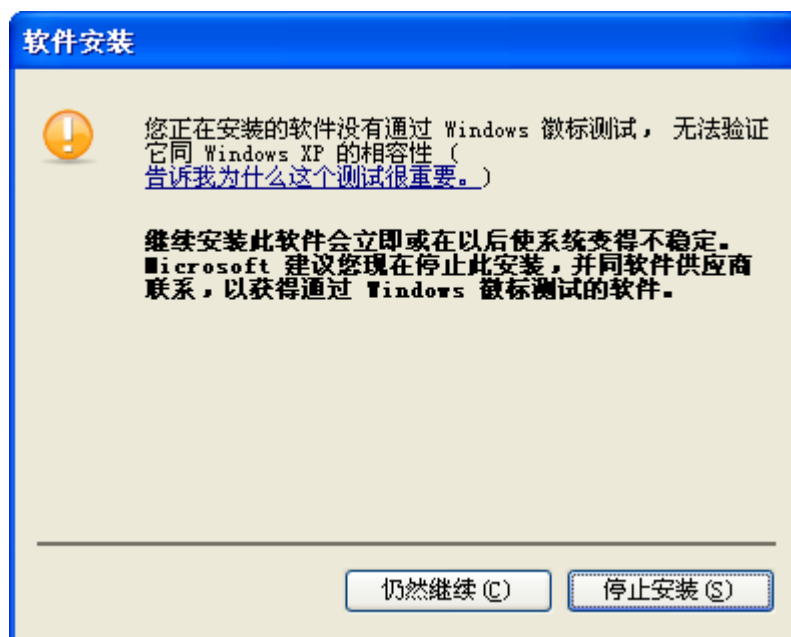 软件安装
您正在安装的软件没有通过 Windows 徽标测试， 无法验证
它同 Windows XP 的相容性（
告诉我为什么这个测试很重要。）
继续安装此软件会立即或在以后使系统变得不稳定。
Microsoft 建议您现在停止此安装，并同软件供应商
联系，以获得通过 Windows 徽标测试的软件。
仍然继续(C)
停止安装(S)